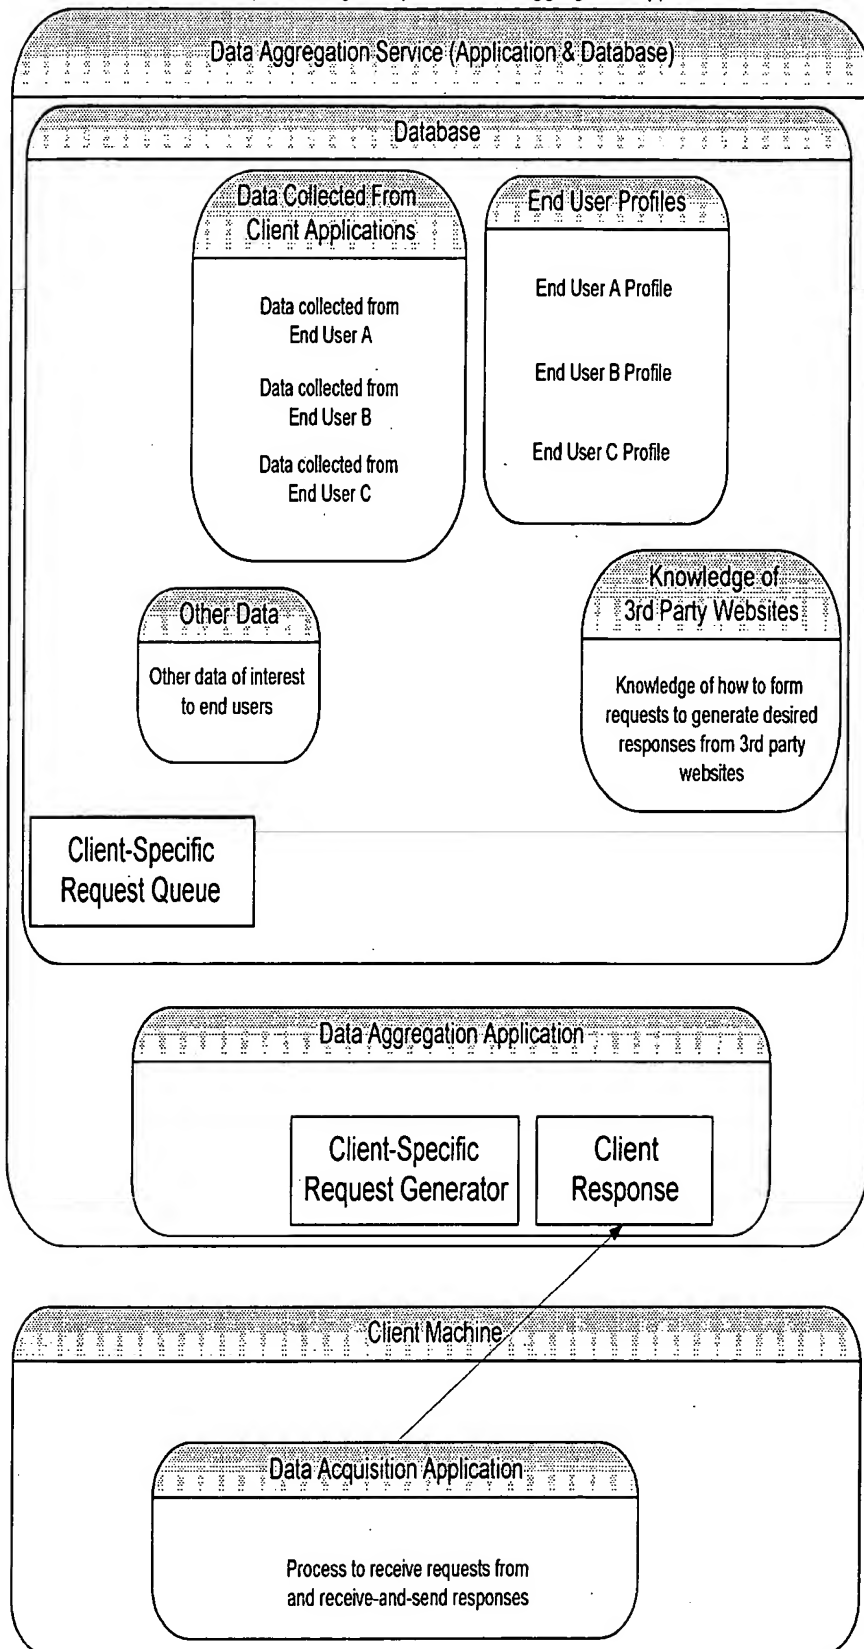 Data Aggregation Service (Application & Database)
Database
Data Collected From
Client Applications
Data collected from
End User A
Data collected from
End User B
Data collected from
End User C
End User Profiles
End User A Profile
End User B Profile
End User C Profile
Other Data
Other data of interest
to end users
Knowledge of
3rd Party Websites
Knowledge of how to form
requests to generate desired
responses from 3rd party
websites
Client-Specific
Request Queue
Data Aggregation Application
Client-Specific
Request Generator
Client
Response
Client Machine
Data Acquisition Application
Process to receive requests from
and receive-and-send responses